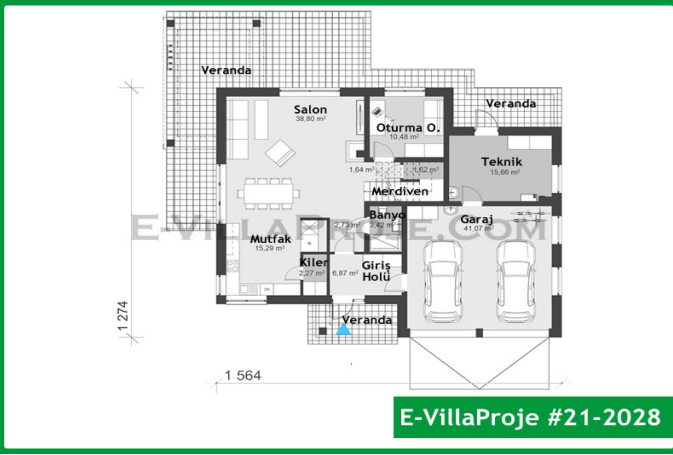 Veranda
Veranda
Salon
38,80 m²
Oturma O.
10,48 m²
Teknik
15,66 m²
1,64 m²
1,62 m²
Merdiven
Banyo
3,42 m²
Garaj
41,07 m²
E-VillaProje.Com
2,73 m²
Mutfak
15,29 m²
Kiler
2,27 m²
6,87 m²
Giriş
Holü
Veranda
1 274
1 564
E-VillaProje #21-2028